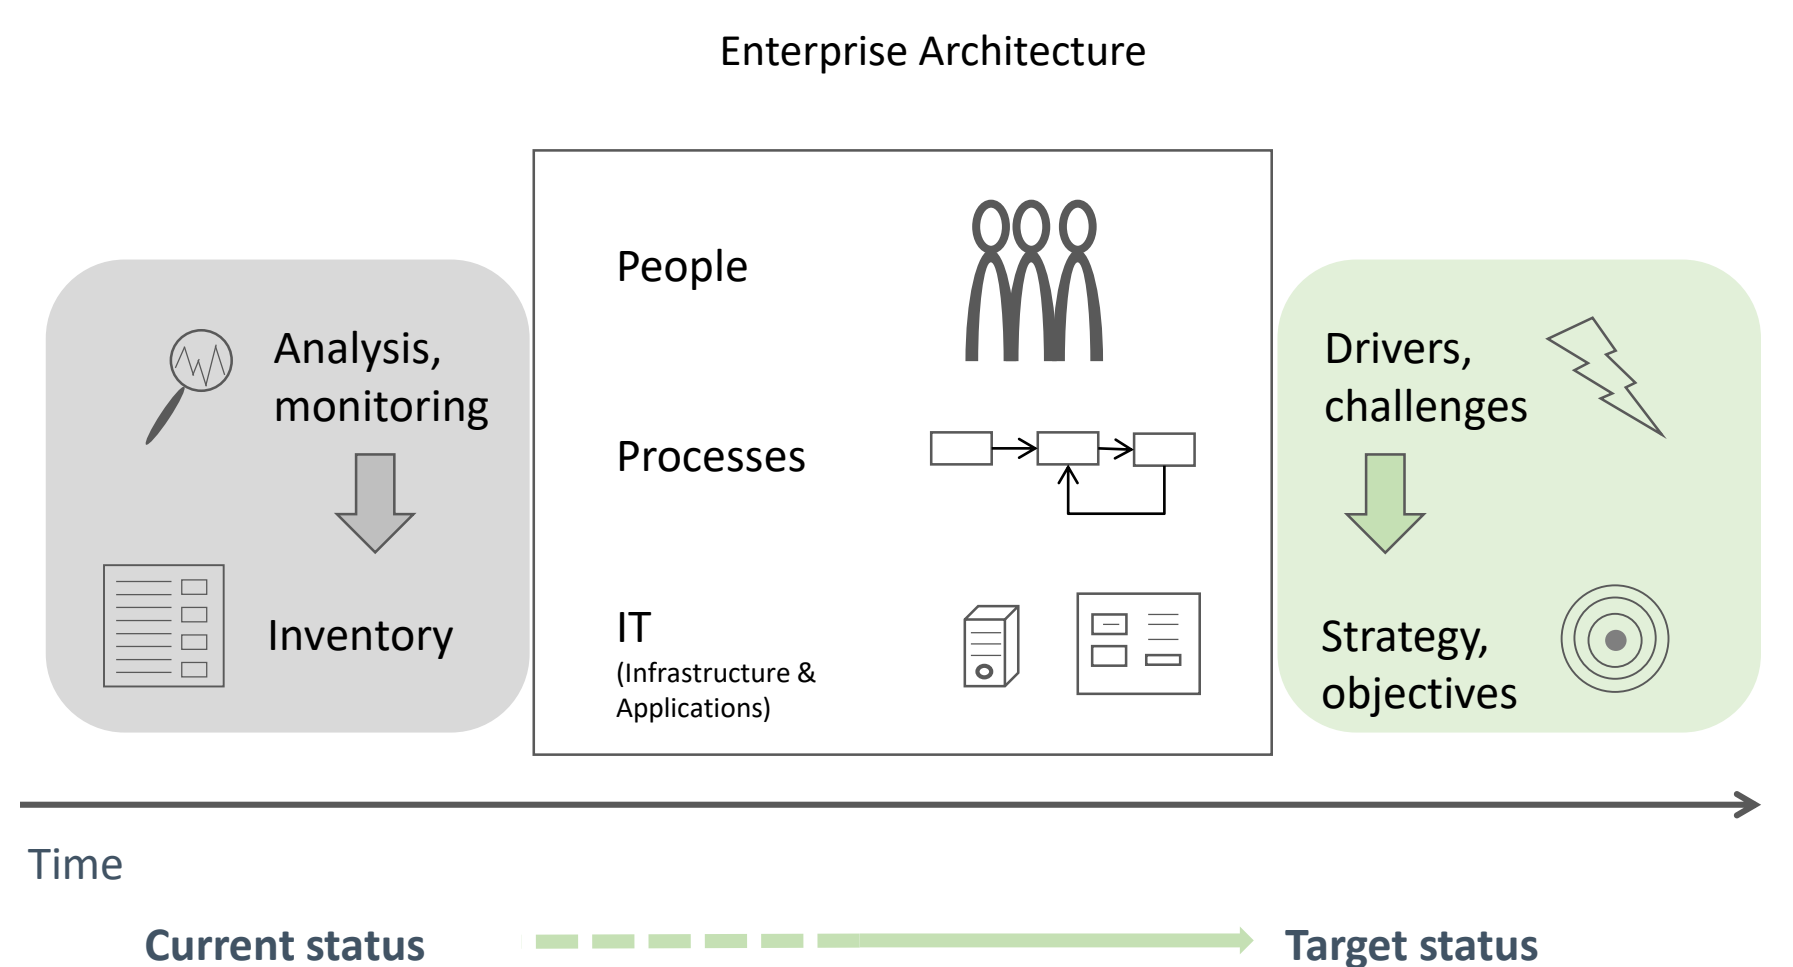 Enterprise Architecture
Analysis,
monitoring
Inventory
People
Processes
IT
(Infrastructure &
Applications)
Drivers,
challenges
Strategy,
objectives
Time
Current status
Target status